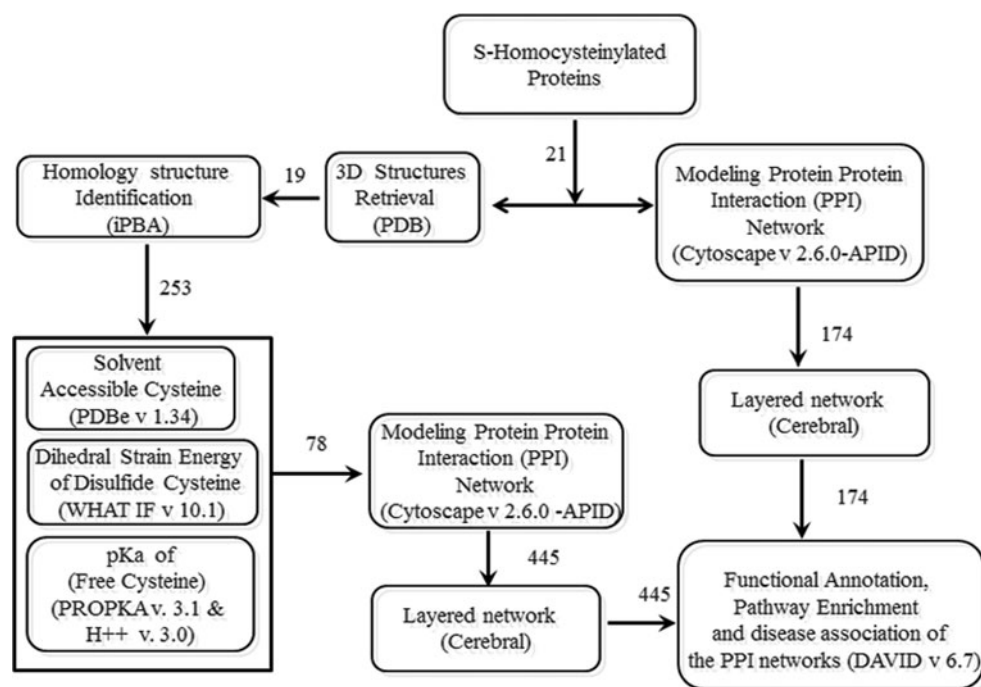 S-Homocysteinylated
Proteins
21
Homology structure
Identification
(iPBA)
19
3D Structures
Retrieval
(PDB)
Modeling Protein Protein
Interaction (PPI)
Network
(Cytoscape v 2.6.0-APID)
253
174
Solvent
Accessible Cysteine
(PDBe v 1.34)
Dihedral Strain Energy
of Disulfide Cysteine
(WHAT IF v 10.1)
pKa of
(Free Cysteine)
(PROPKA v. 3.1 &
H++ v. 3.0)
78
Modeling Protein Protein
Interaction (PPI)
Network
(Cytoscape v 2.6.0 -APID)
Layered network
(Cerebral)
174
445
Layered network
(Cerebral)
445
Functional Annotation,
Pathway Enrichment
and disease association of
the PPI networks (DAVID v 6.7)